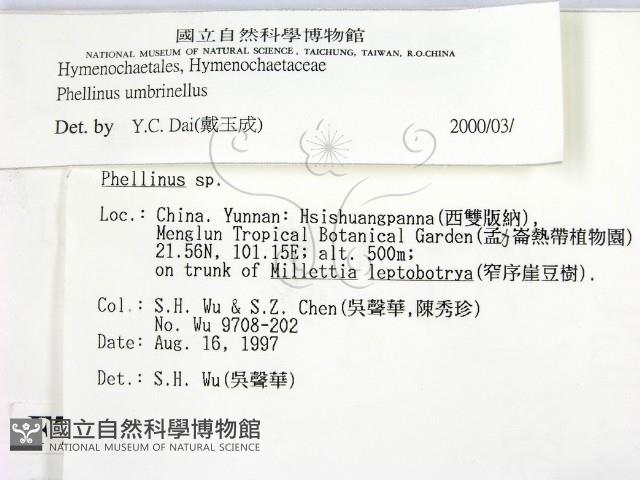 國立自然科學博物館
NATIONAL MUSEUM OF NATURAL SCIENCE, TAICHUNG, TAIWAN, R.O.CHINA
Hymenochaetales, Hymenochaetaceae
Phellinus umbrinellus
Det. by Y.C. Dai(戴玉成) 2000/03/
Phellinus sp.
Loc.: China. Yunnan: Hsishuangpanna(西雙版納),
Menglun Tropical Botanical Garden(孟崙熱帶植物園)
21.56N, 101.15E; alt. 500m;
on trunk of Millettia leptobotrya(窄序崖豆樹).
Col.: S.H. Wu & S.Z. Chen(吳聲華,陳秀珍)
No. Wu 9708-202
Date: Aug. 16, 1997
Det.: S.H. Wu(吳聲華)
國立自然科學博物館
NATIONAL MUSEUM OF NATURAL SCIENCE